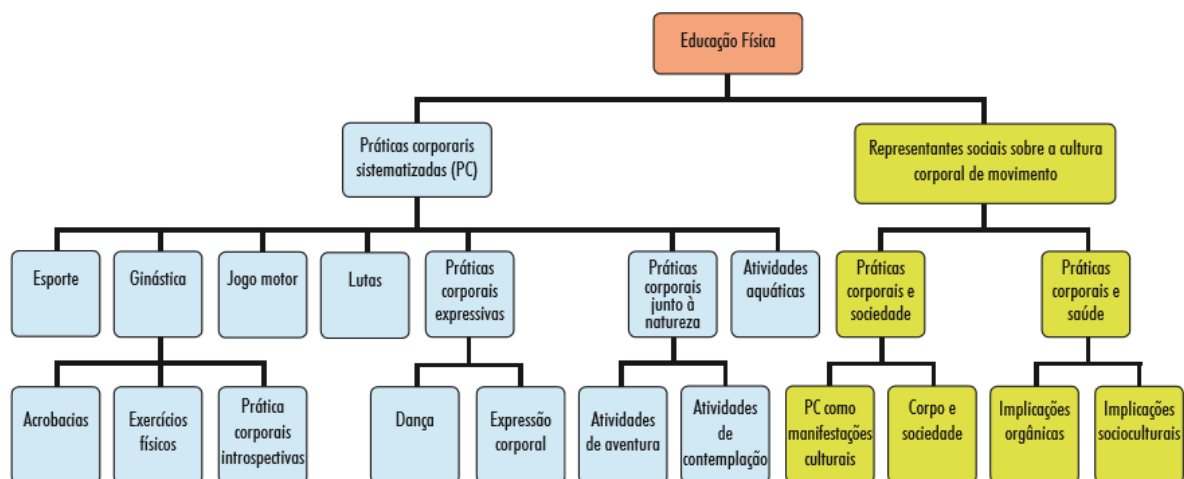 Educação Física
Práticas corporaris
sistematizadas (PC)
Representantes sociais sobre a cultura
corporal de movimento
Esporte
Ginástica
Jogo motor
Lutas
Práticas
corporais
expressivas
Práticas
corporais
junto à
natureza
Atividades
aquáticas
Práticas
corporais e
sociedade
Práticas
corporais e
saúde
Acrobacias
Exercícios
físicos
Prática
corporais
introspectivas
Dança
Expressão
corporal
Atividades
de aventura
Atividades
de
contemplação
PC como
manifestações
culturais
Corpo e
sociedade
Implicações
orgânicas
Implicações
socioculturais